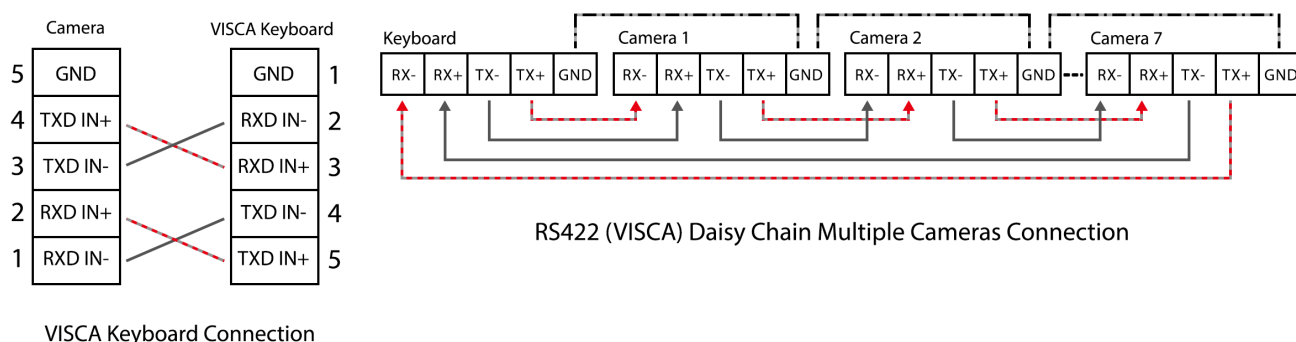 Camera VISCA Keyboard
5 GND GND 1
4 TXD IN+ RXD IN- 2
3 TXD IN- RXD IN+ 3
2 RXD IN+ TXD IN- 4
1 RXD IN- TXD IN+ 5
VISCA Keyboard Connection
Keyboard Camera 1 Camera 2 Camera 7
RX- RX+ TX- TX+ GND RX- RX+ TX- TX+ GND RX- RX+ TX- TX+ GND RX- RX+ TX- TX+ GND
RS422 (VISCA) Daisy Chain Multiple Cameras Connection